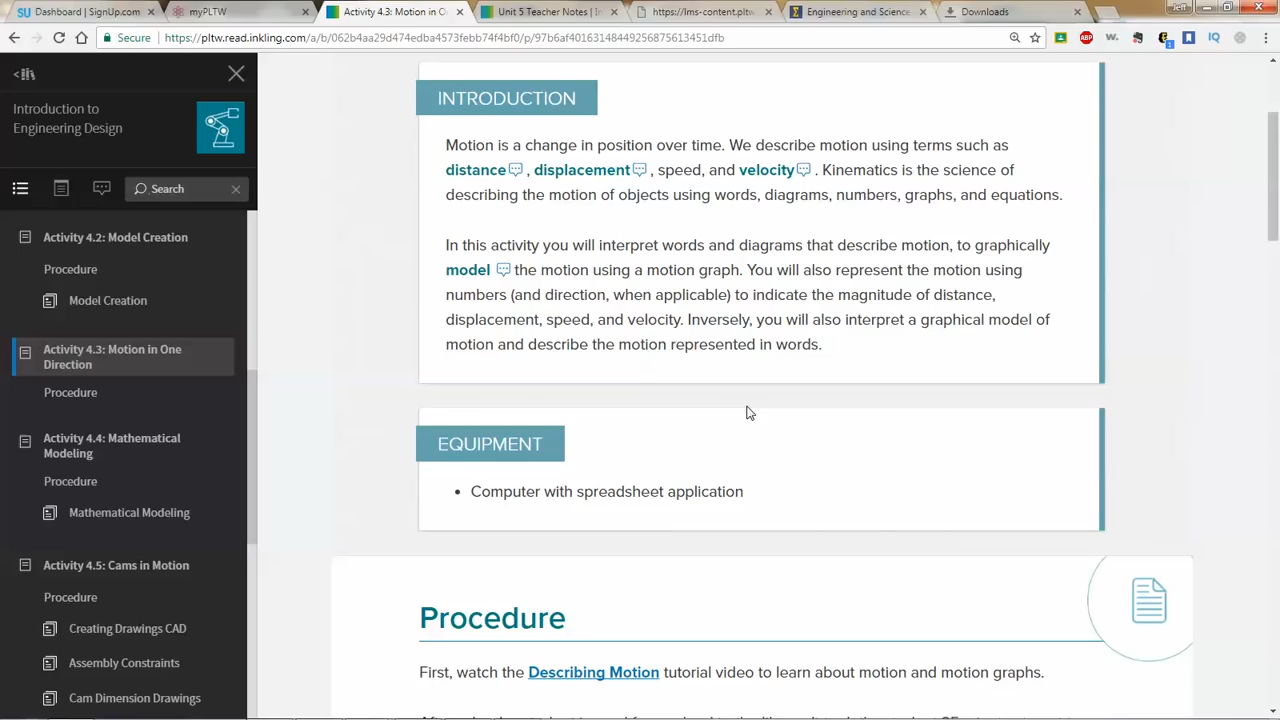 Dashboard | SignUp.com
myPLTW
Activity 4.3: Motion in O
Unit 5 Teacher Notes | In
https://lms-content.pltw
Engineering and Science
Downloads
Jeff
Secure
https://pltw.read.inkling.com/a/b/062b4aa29d474edba4573febb74f4bf0/p/97b6af40163148449256875613451dfb
Introduction to
Engineering Design
Search
Activity 4.2: Model Creation
Procedure
Model Creation
Activity 4.3: Motion in One
Direction
Procedure
Activity 4.4: Mathematical
Modeling
Procedure
Mathematical Modeling
Activity 4.5: Cams in Motion
Procedure
Creating Drawings CAD
Assembly Constraints
Cam Dimension Drawings
INTRODUCTION
Motion is a change in position over time. We describe motion using terms such as
distance , displacement , speed, and velocity . Kinematics is the science of
describing the motion of objects using words, diagrams, numbers, graphs, and equations.
In this activity you will interpret words and diagrams that describe motion, to graphically
model the motion using a motion graph. You will also represent the motion using
numbers (and direction, when applicable) to indicate the magnitude of distance,
displacement, speed, and velocity. Inversely, you will also interpret a graphical model of
motion and describe the motion represented in words.
EQUIPMENT
• Computer with spreadsheet application
Procedure
First, watch the Describing Motion tutorial video to learn about motion and motion graphs.